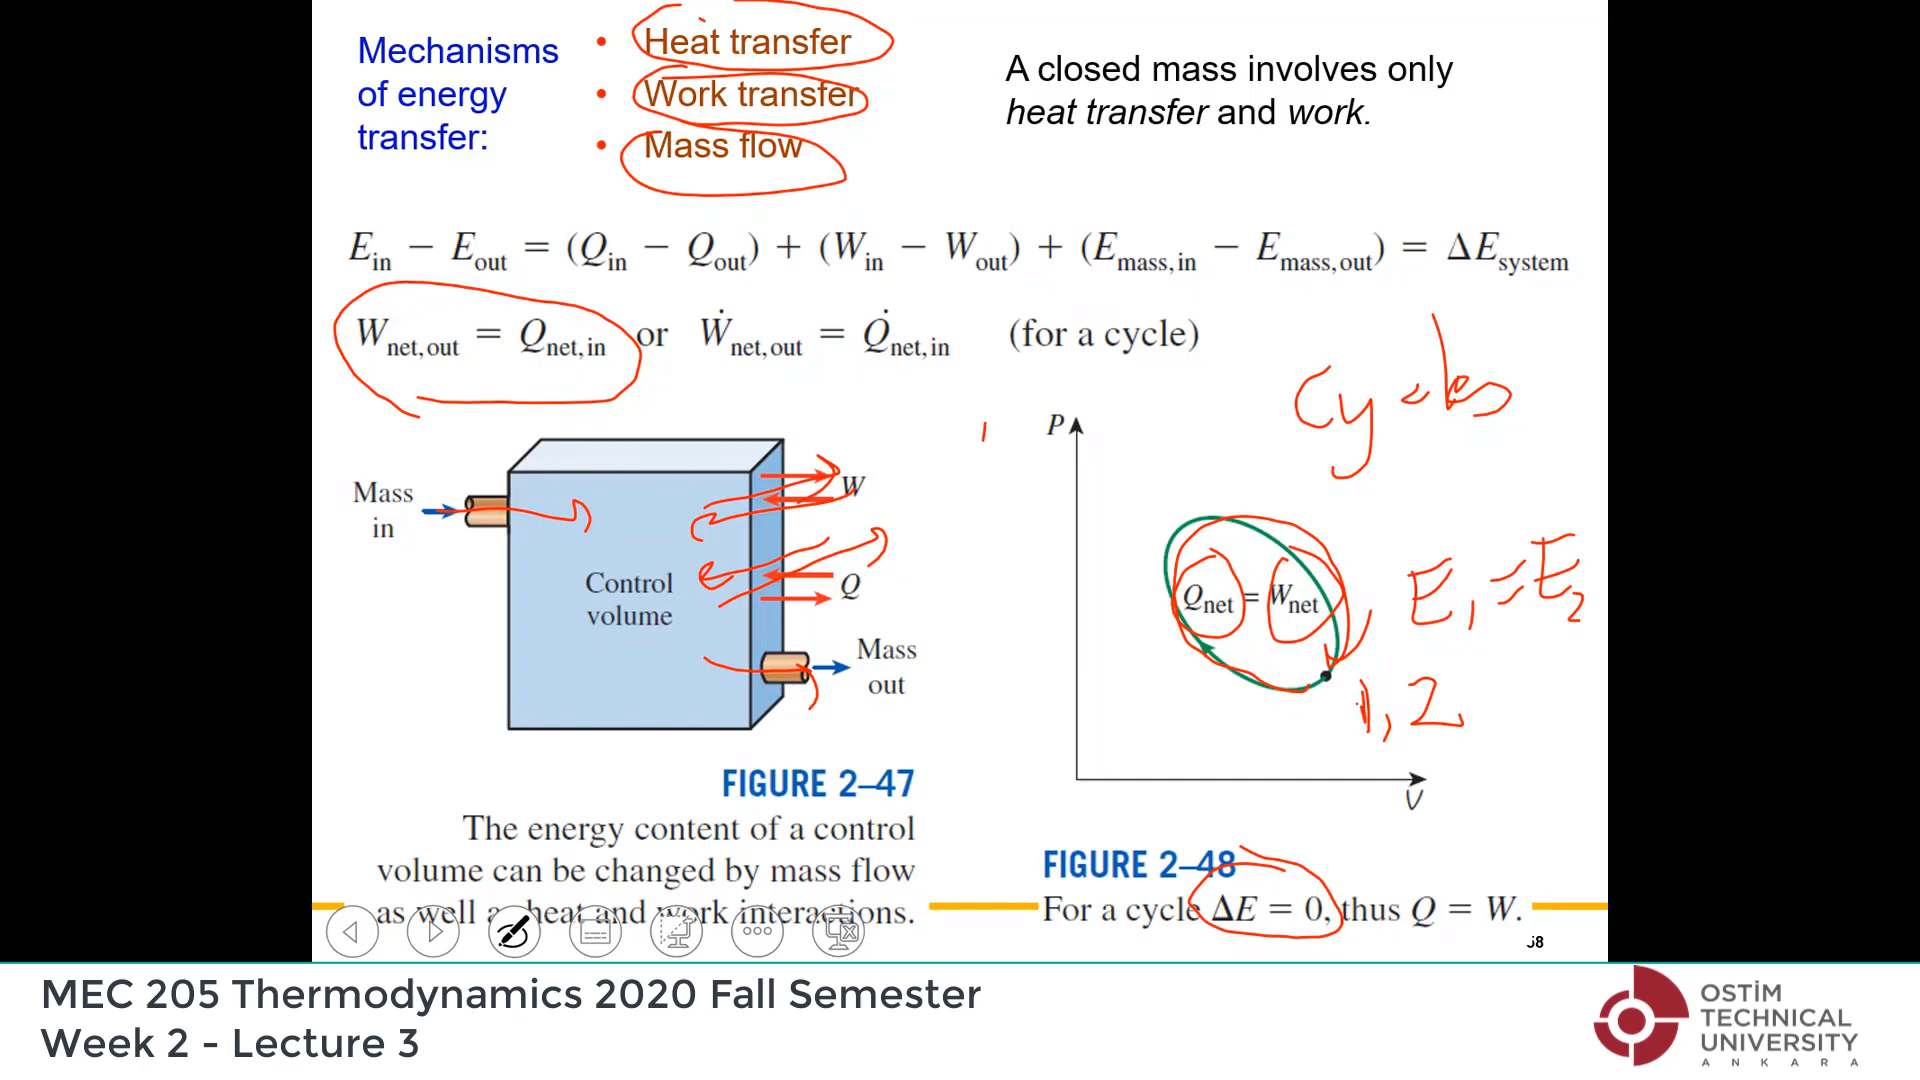 Mechanisms
of energy
transfer:
• Heat transfer
• Work transfer
• Mass flow
A closed mass involves only
heat transfer and work.
E_in − E_out = (Q_in − Q_out) + (W_in − W_out) + (E_mass,in − E_mass,out) = ΔE_system
W_net,out = Q_net,in or Ẇ_net,out = Q̇_net,in (for a cycle)
Cycles
Mass
in
Control
volume
W
Q
Mass
out
P
Q_net = W_net
E_1 = E_2
1, 2
V
FIGURE 2–47
The energy content of a control
volume can be changed by mass flow
as well as heat and work interactions.
FIGURE 2–48
For a cycle ΔE = 0, thus Q = W.
MEC 205 Thermodynamics 2020 Fall Semester
Week 2 - Lecture 3
OSTİM
TECHNICAL
UNIVERSITY
ANKARA